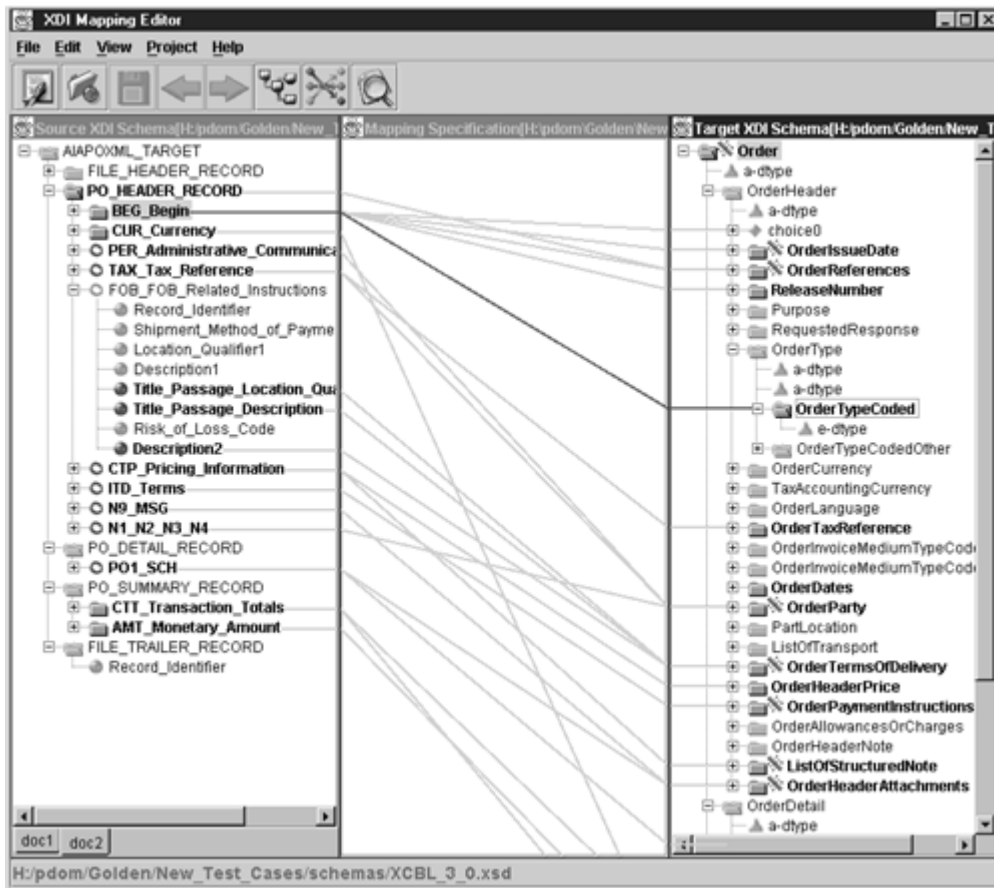 XDI Mapping Editor
File Edit View Project Help
Source XDI Schema[H:/pdom/Golden/New_T
AIAPOXML_TARGET
FILE_HEADER_RECORD
PO_HEADER_RECORD
BEG_Begin
CUR_Currency
PER_Administrative_Communica
TAX_Tax_Reference
FOB_FOB_Related_Instructions
Record_Identifier
Shipment_Method_of_Payme
Location_Qualifier1
Description1
Title_Passage_Location_Qua
Title_Passage_Description
Risk_of_Loss_Code
Description2
CTP_Pricing_Information
ITD_Terms
N9_MSG
N1_N2_N3_N4
PO_DETAIL_RECORD
PO1_SCH
PO_SUMMARY_RECORD
CTT_Transaction_Totals
AMT_Monetary_Amount
FILE_TRAILER_RECORD
Record_Identifier
doc1 doc2
Mapping Specification[H:\pdom\Golden\New
Target XDI Schema[H:/pdom/Golden/New_T
Order
a-dtype
OrderHeader
a-dtype
choice0
OrderIssueDate
OrderReferences
ReleaseNumber
Purpose
RequestedResponse
OrderType
a-dtype
a-dtype
OrderTypeCoded
e-dtype
OrderTypeCodedOther
OrderCurrency
TaxAccountingCurrency
OrderLanguage
OrderTaxReference
OrderInvoiceMediumTypeCode
OrderInvoiceMediumTypeCode
OrderDates
OrderParty
PartLocation
ListOfTransport
OrderTermsOfDelivery
OrderHeaderPrice
OrderPaymentInstructions
OrderAllowancesOrCharges
OrderHeaderNote
ListOfStructuredNote
OrderHeaderAttachments
OrderDetail
a-dtype
H:/pdom/Golden/New_Test_Cases/schemas/XCBL_3_0.xsd